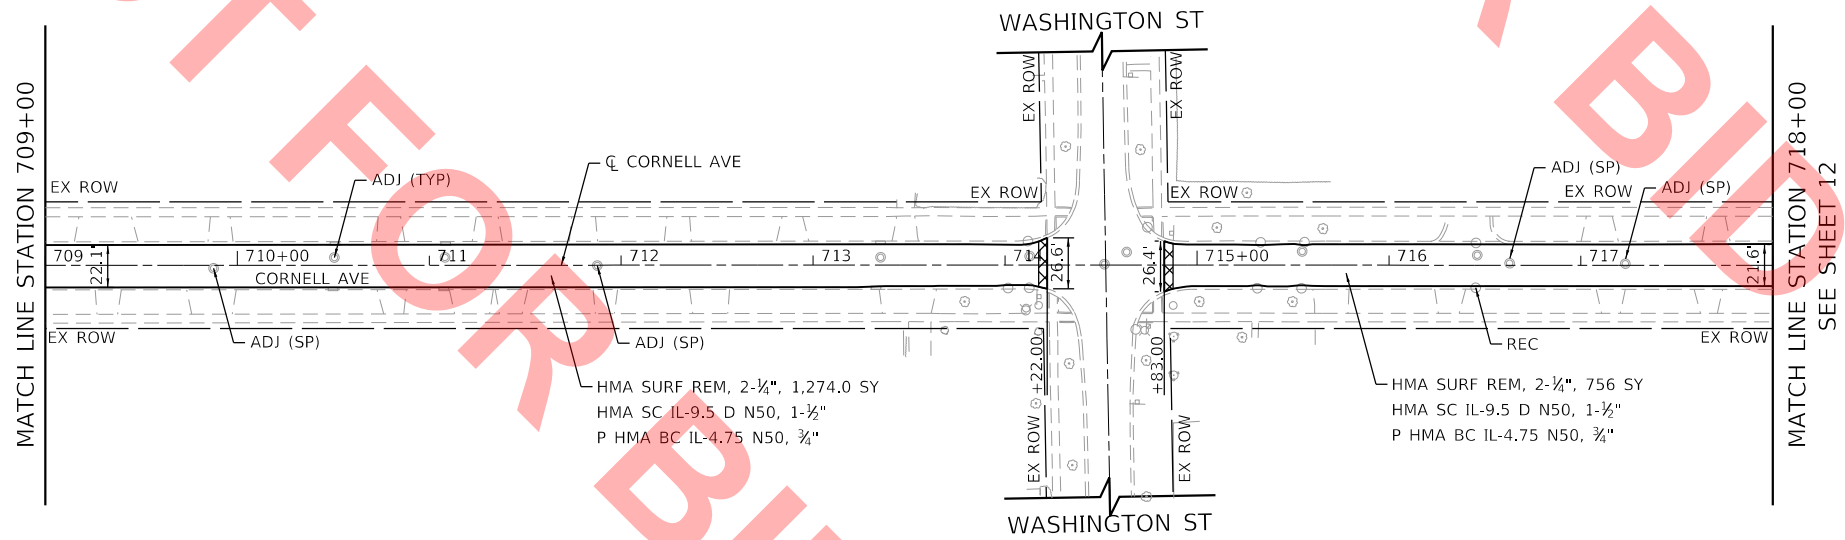 WASHINGTON ST
MATCH LINE STATION 709+00
EX ROW
EX ROW
EX ROW
ADJ (TYP)
℄ CORNELL AVE
EX ROW
EX ROW
ADJ (SP)
EX ROW
ADJ (SP)
709
22.1'
710+00
711
712
713
714
26.6'
26.4'
715+00
716
717
21.6'
CORNELL AVE
EX ROW
ADJ (SP)
ADJ (SP)
+22.00
+83.00
REC
EX ROW
HMA SURF REM, 2-¼", 1,274.0 SY
HMA SC IL-9.5 D N50, 1-½"
P HMA BC IL-4.75 N50, ¾"
HMA SURF REM, 2-¼", 756 SY
HMA SC IL-9.5 D N50, 1-½"
P HMA BC IL-4.75 N50, ¾"
EX ROW
EX ROW
WASHINGTON ST
MATCH LINE STATION 718+00
SEE SHEET 12
T FOR BI
R BID